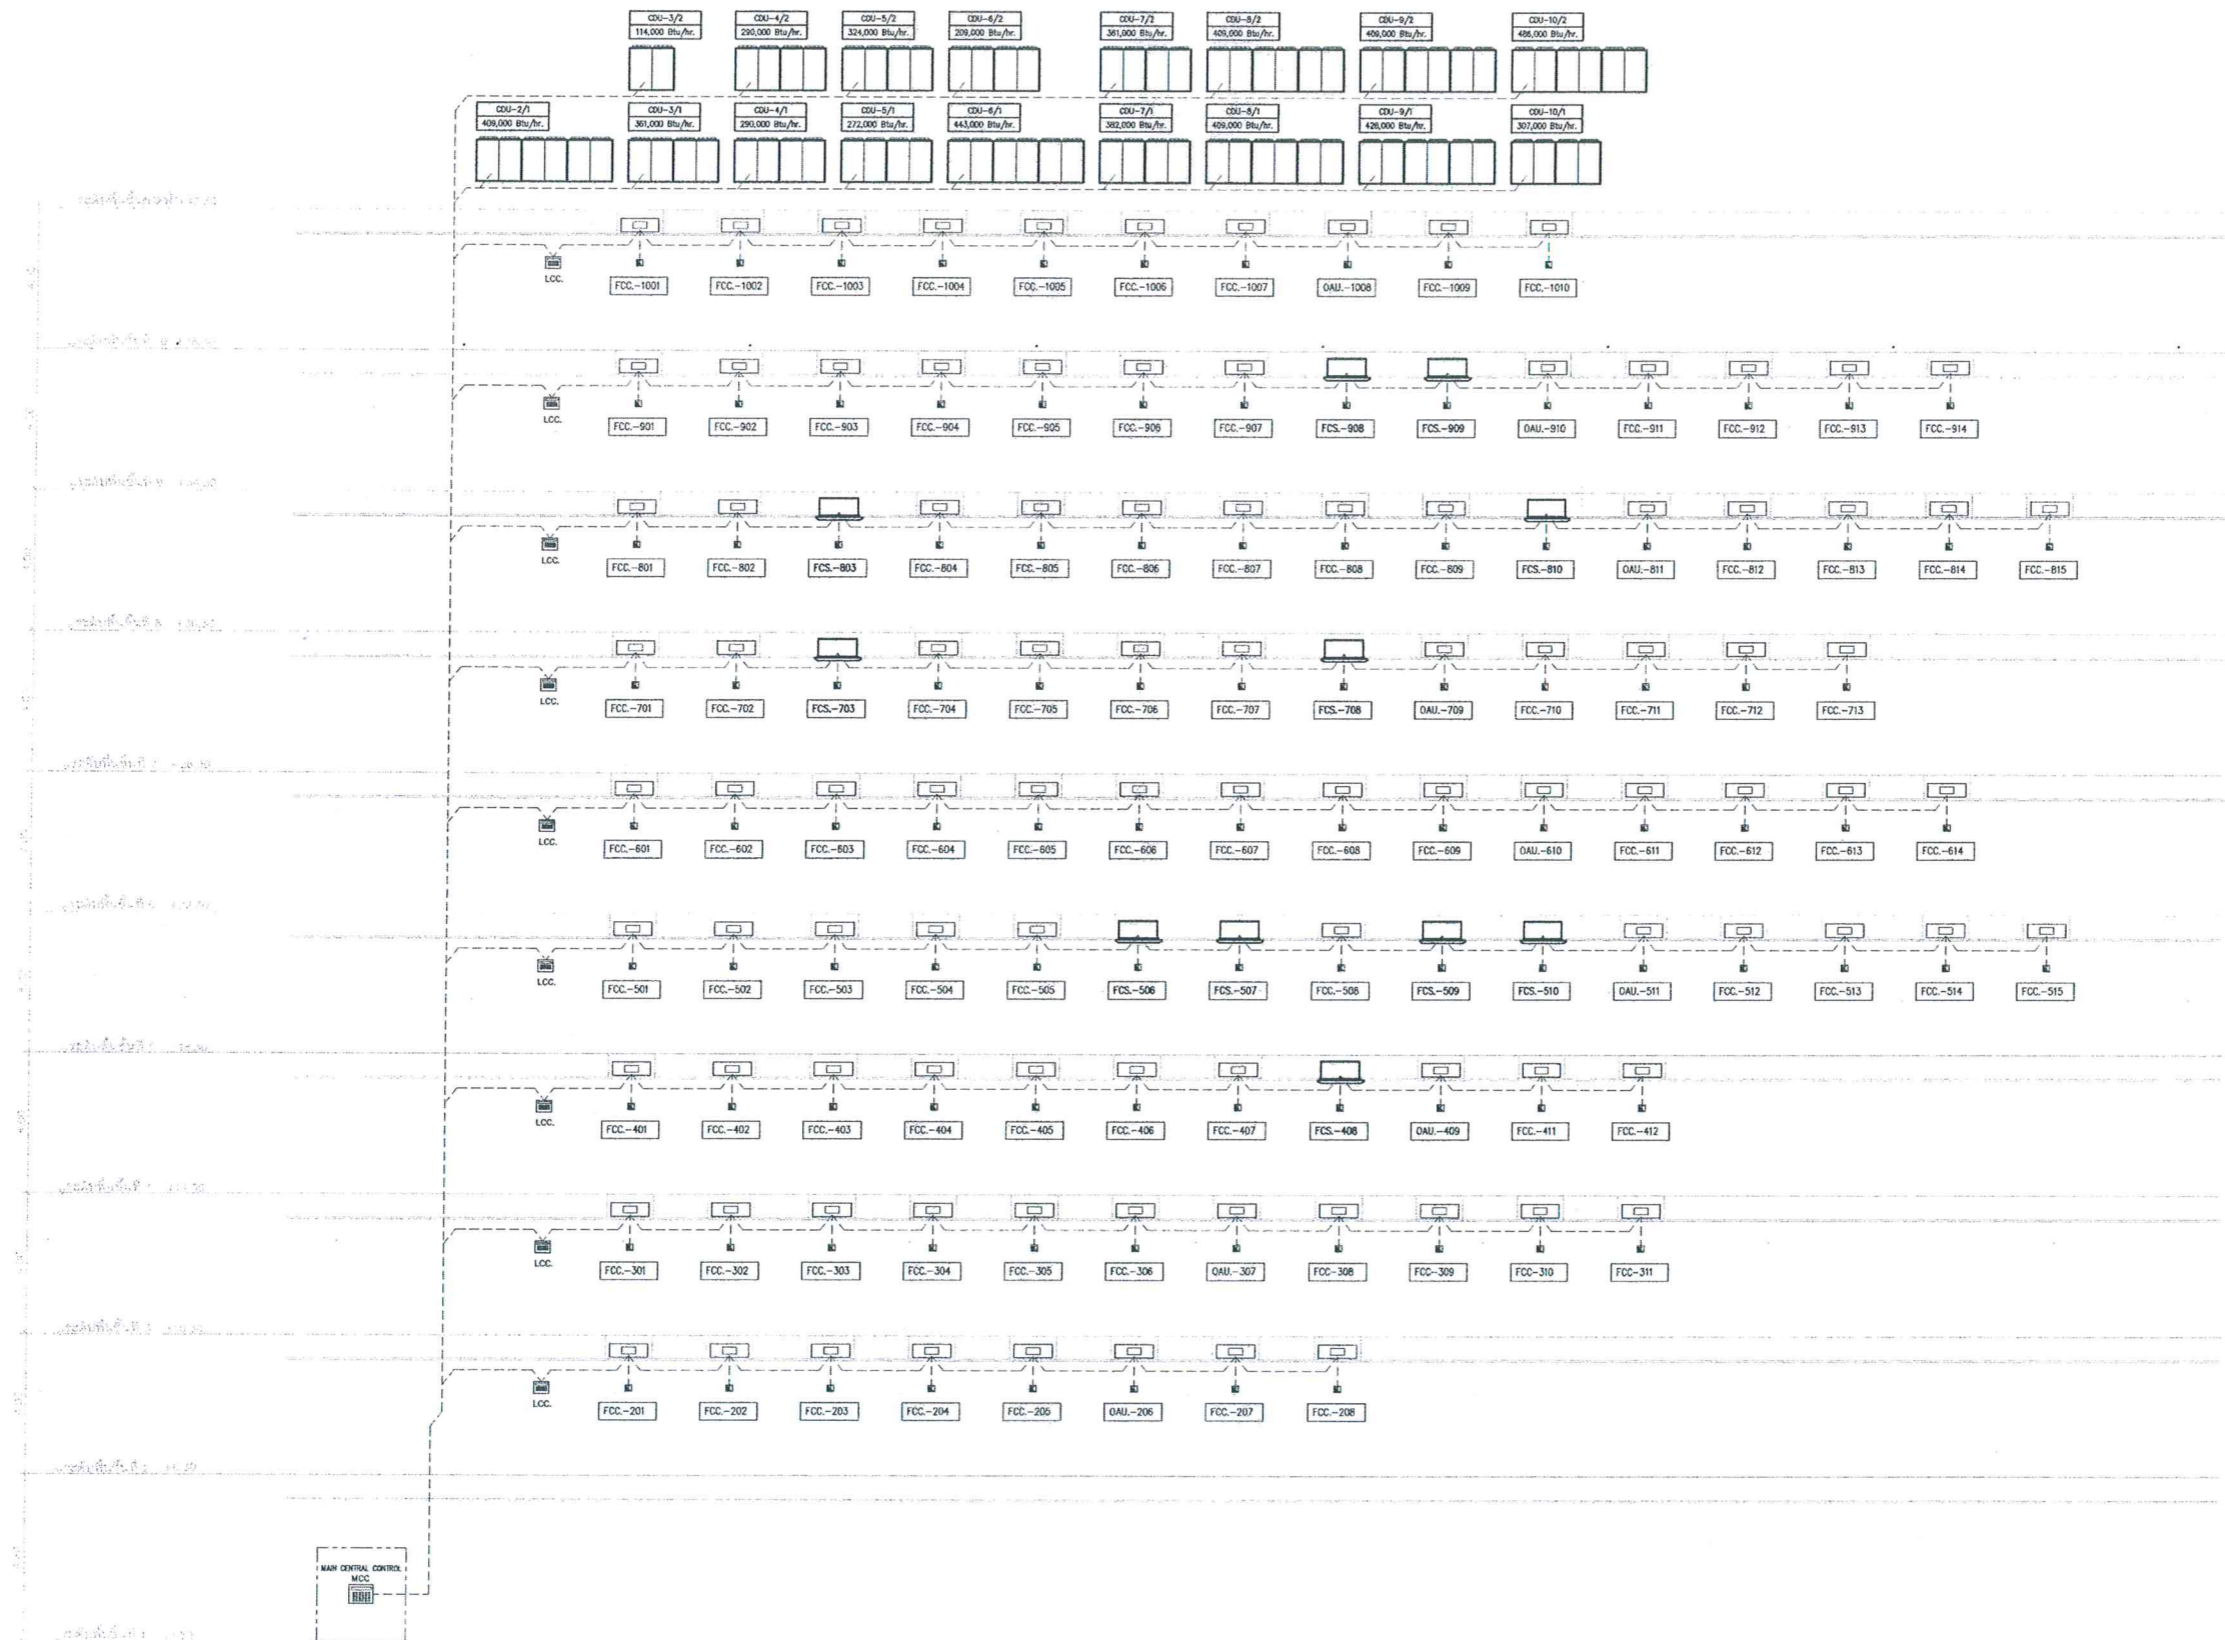 CDU-3/2 CDU-4/2 CDU-5/2 CDU-6/2 CDU-7/2 CDU-8/2 CDU-9/2 CDU-10/2
114,000 Btu/hr. 290,000 Btu/hr. 324,000 Btu/hr. 209,000 Btu/hr. 361,000 Btu/hr. 409,000 Btu/hr. 409,000 Btu/hr. 486,000 Btu/hr.
CDU-2/1 CDU-3/1 CDU-4/1 CDU-5/1 CDU-6/1 CDU-7/1 CDU-8/1 CDU-9/1 CDU-10/1
409,000 Btu/hr. 361,000 Btu/hr. 290,000 Btu/hr. 272,000 Btu/hr. 443,000 Btu/hr. 382,000 Btu/hr. 409,000 Btu/hr. 426,000 Btu/hr. 307,000 Btu/hr.
LCC. FCC.-1001 FCC.-1002 FCC.-1003 FCC.-1004 FCC.-1005 FCC.-1006 FCC.-1007 OAU.-1008 FCC.-1009 FCC.-1010
LCC. FCC.-901 FCC.-902 FCC.-903 FCC.-904 FCC.-905 FCC.-906 FCC.-907 FCS.-908 FCS.-909 OAU.-910 FCC.-911 FCC.-912 FCC.-913 FCC.-914
LCC. FCC.-801 FCC.-802 FCS.-803 FCC.-804 FCC.-805 FCC.-806 FCC.-807 FCC.-808 FCC.-809 FCS.-810 OAU.-811 FCC.-812 FCC.-813 FCC.-814 FCC.-815
LCC. FCC.-701 FCC.-702 FCS.-703 FCC.-704 FCC.-705 FCC.-706 FCC.-707 FCS.-708 OAU.-709 FCC.-710 FCC.-711 FCC.-712 FCC.-713
LCC. FCC.-601 FCC.-602 FCC.-603 FCC.-604 FCC.-605 FCC.-606 FCC.-607 FCC.-608 FCC.-609 OAU.-610 FCC.-611 FCC.-612 FCC.-613 FCC.-614
LCC. FCC.-501 FCC.-502 FCC.-503 FCC.-504 FCC.-505 FCS.-506 FCS.-507 FCC.-508 FCS.-509 FCS.-510 OAU.-511 FCC.-512 FCC.-513 FCC.-514 FCC.-515
LCC. FCC.-401 FCC.-402 FCC.-403 FCC.-404 FCC.-405 FCC.-406 FCC.-407 FCS.-408 OAU.-409 FCC.-411 FCC.-412
LCC. FCC.-301 FCC.-302 FCC.-303 FCC.-304 FCC.-305 FCC.-306 OAU.-307 FCC-308 FCC-309 FCC-310 FCC-311
LCC. FCC.-201 FCC.-202 FCC.-203 FCC.-204 FCC.-205 OAU.-206 FCC.-207 FCC.-208
MAIN CENTRAL CONTROL
MCC